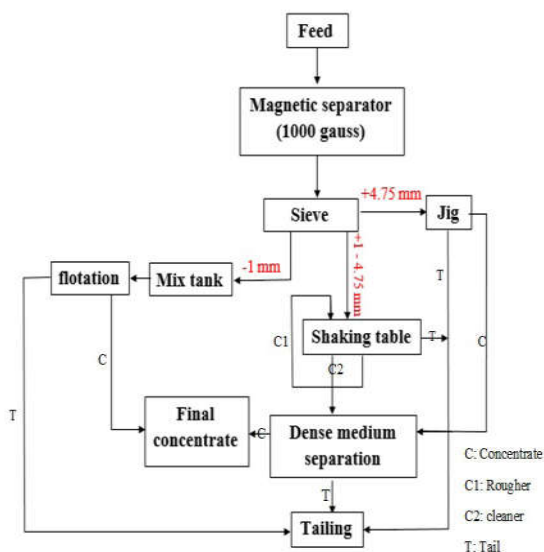 Feed
Magnetic separator
(1000 gauss)
+4.75 mm
Sieve
Jig
+1 - 4.75 mm
-1 mm
flotation
Mix tank
T
C1
Shaking table
T
C
C
C2
T
Final
concentrate
C
Dense medium
separation
C: Concentrate
C1: Rougher
T
C2: cleaner
Tailing
T: Tail